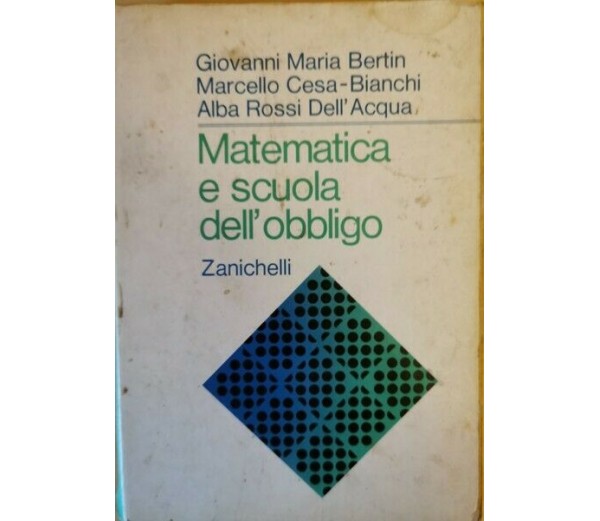 Giovanni Maria Bertin
Marcello Cesa-Bianchi
Alba Rossi Dell'Acqua
Matematica
e scuola
dell'obbligo
Zanichelli